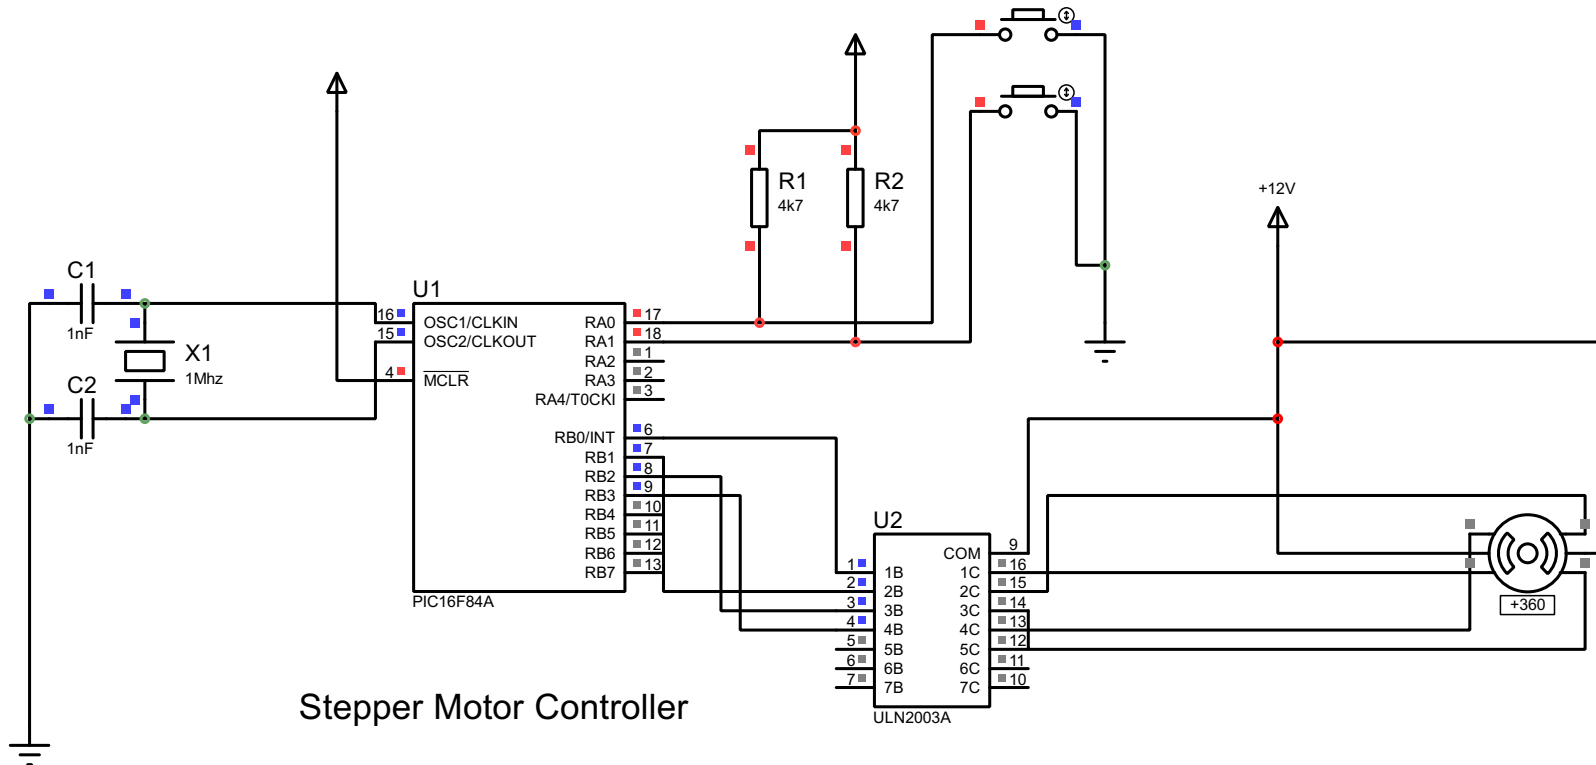 +12V
R1
4k7
R2
4k7
C1
1nF
X1
1Mhz
C2
1nF
U1
16 OSC1/CLKIN RA0 17
15 OSC2/CLKOUT RA1 18
RA2 1
4 MCLR RA3 2
RA4/T0CKI 3
RB0/INT 6
RB1 7
RB2 8
RB3 9
RB4 10
RB5 11
RB6 12
RB7 13
PIC16F84A
U2
COM 9
1 1B 1C 16
2 2B 2C 15
3 3B 3C 14
4 4B 4C 13
5 5B 5C 12
6 6B 6C 11
7 7B 7C 10
ULN2003A
+360
Stepper Motor Controller